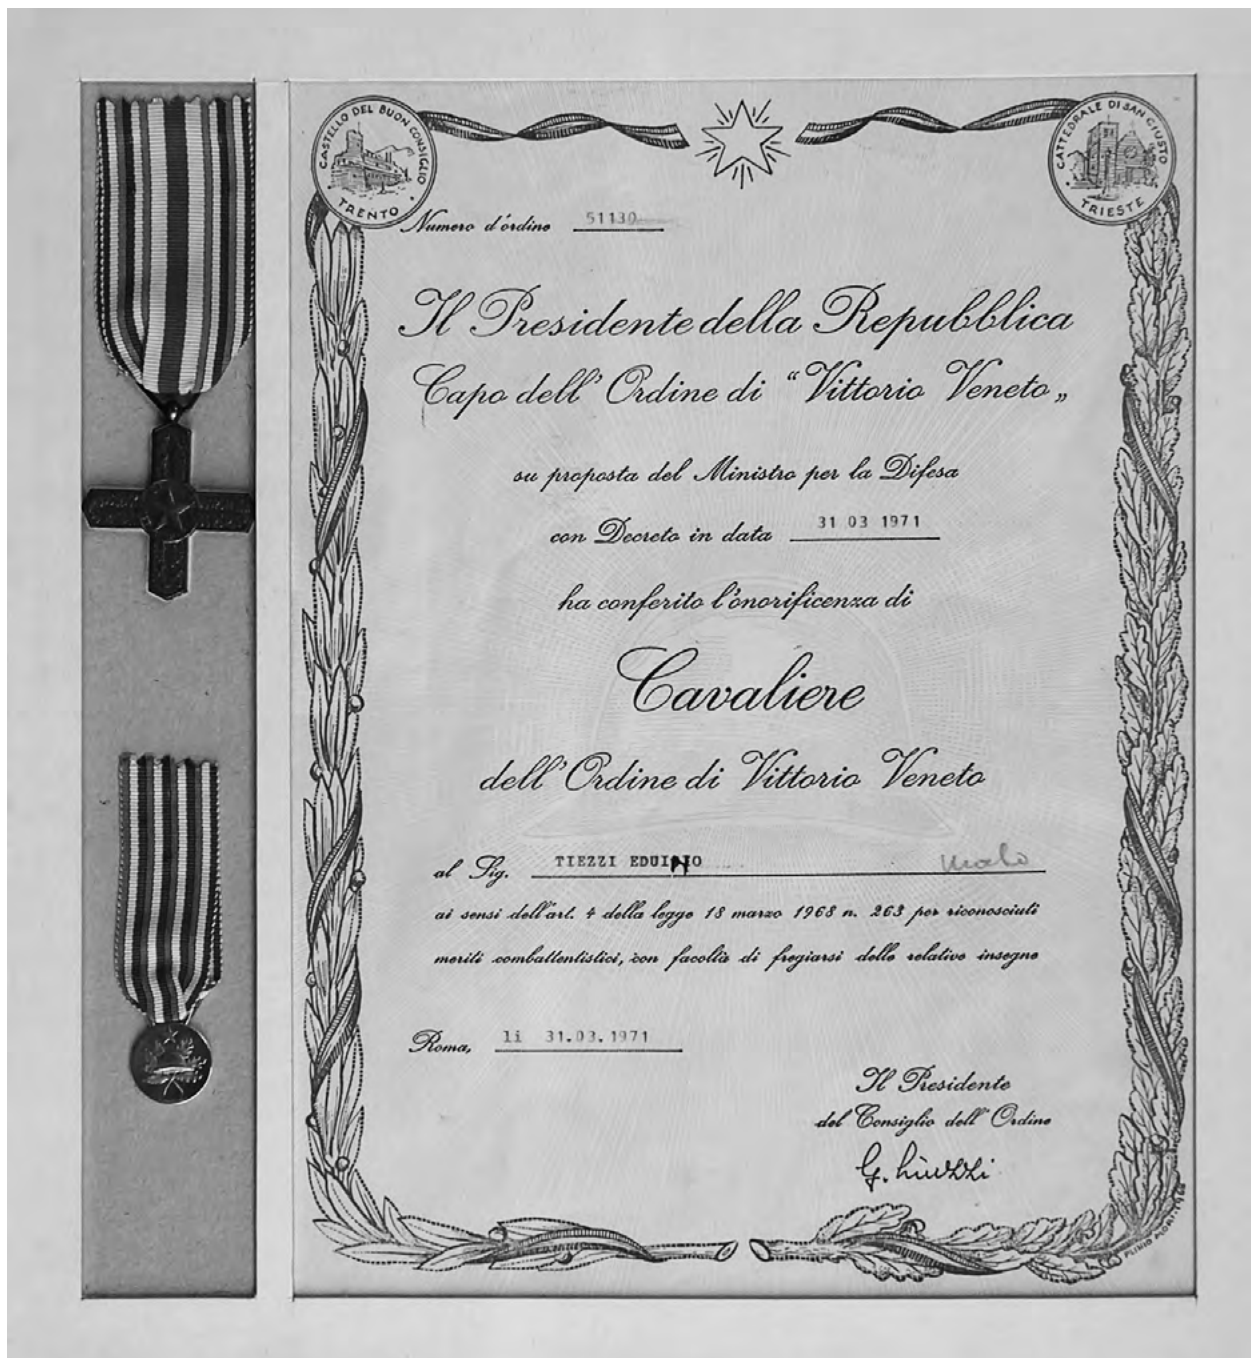 CASTELLO DEL BUON CONSIGLIO
TRENTO
CATTEDRALE DI SAN GIUSTO
TRIESTE
Numero d'ordine 51130
Il Presidente della Repubblica
Capo dell'Ordine di "Vittorio Veneto„
su proposta del Ministro per la Difesa
con Decreto in data 31 03 1971
ha conferito l'onorificenza di
Cavaliere
dell'Ordine di Vittorio Veneto
al Sig. TIEZZI EDUINIO
ai sensi dell'art. 4 della legge 18 marzo 1968 n. 263 per riconosciuti
meriti combattentistici, con facoltà di fregiarsi delle relative insegne
Roma, li 31.03.1971
Il Presidente
del Consiglio dell'Ordine
G. Liuzzi